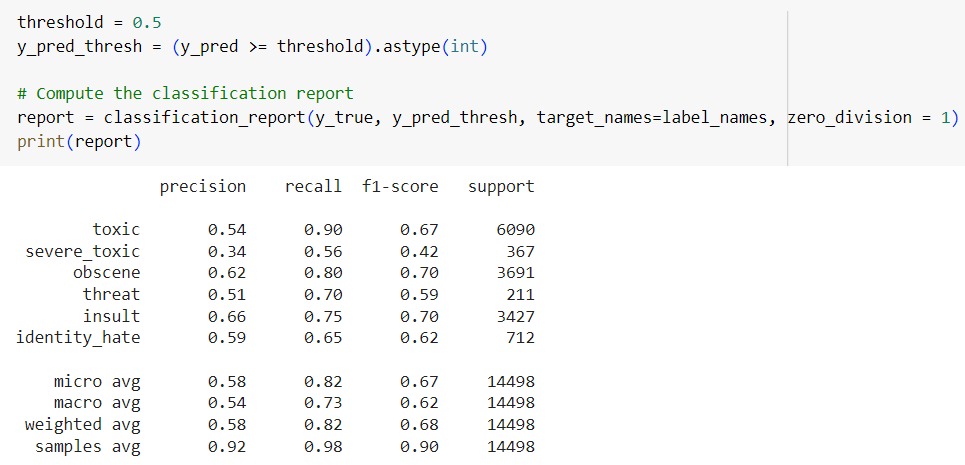 threshold = 0.5
y_pred_thresh = (y_pred >= threshold).astype(int)
# Compute the classification report
report = classification_report(y_true, y_pred_thresh, target_names=label_names, zero_division = 1)
print(report)
precision recall f1-score support
toxic 0.54 0.90 0.67 6090
severe_toxic 0.34 0.56 0.42 367
obscene 0.62 0.80 0.70 3691
threat 0.51 0.70 0.59 211
insult 0.66 0.75 0.70 3427
identity_hate 0.59 0.65 0.62 712
micro avg 0.58 0.82 0.67 14498
macro avg 0.54 0.73 0.62 14498
weighted avg 0.58 0.82 0.68 14498
samples avg 0.92 0.98 0.90 14498